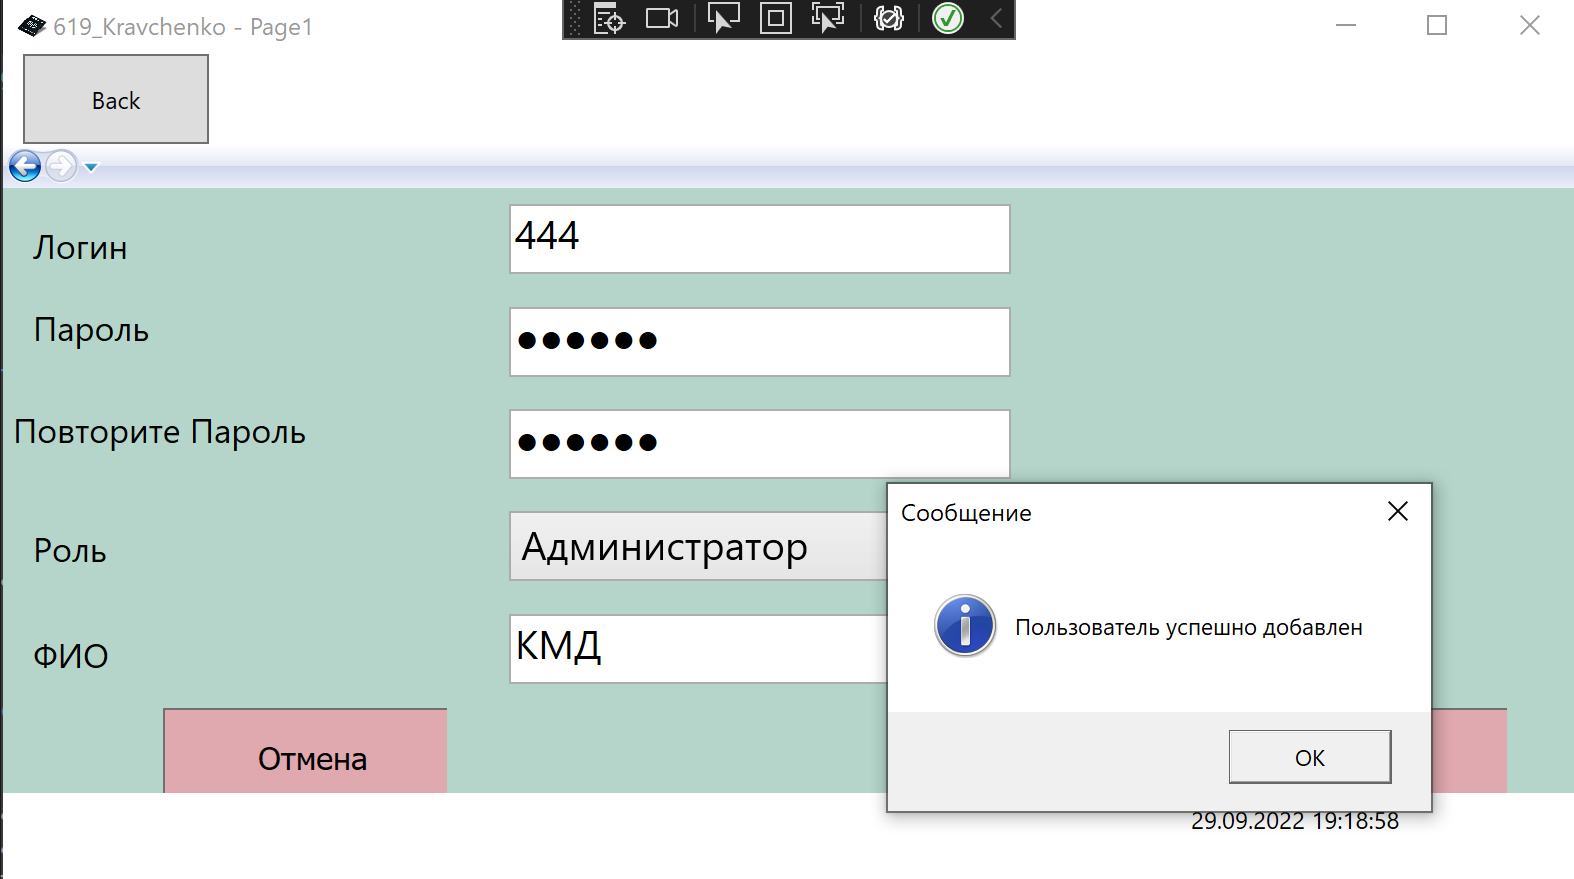 619_Kravchenko - Page1
Back
Логин
444
Пароль
●●●●●●
Повторите Пароль
●●●●●●
Роль
Администратор
ФИО
КМД
Отмена
Сообщение
Пользователь успешно добавлен
OK
29.09.2022 19:18:58